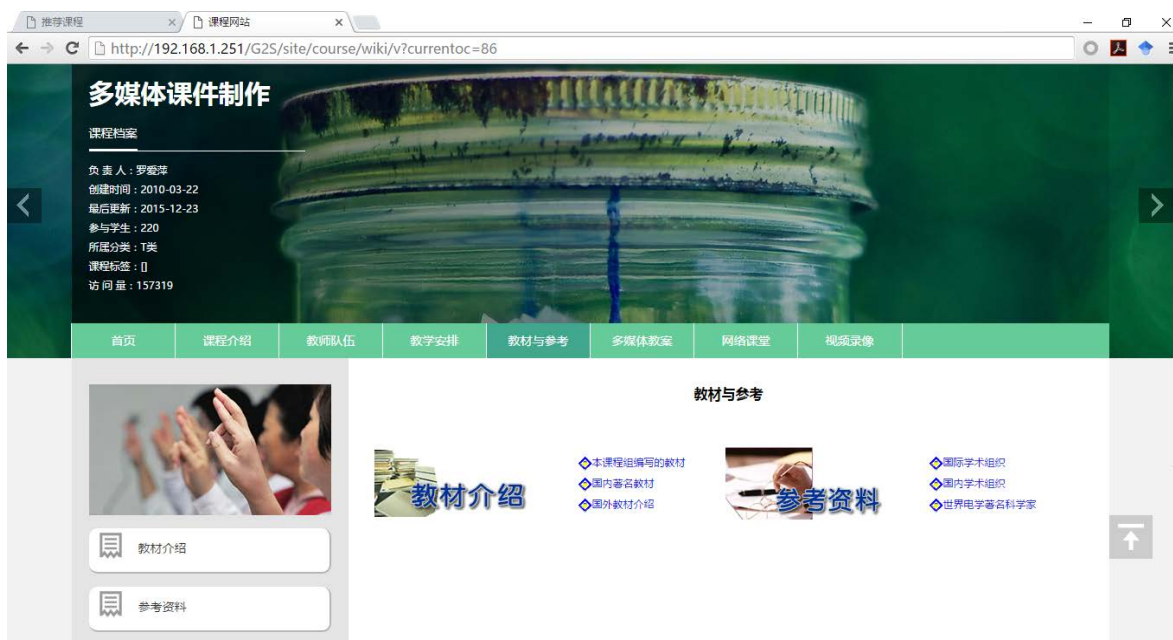 推荐课程
课程网站
http://192.168.1.251/G2S/site/course/wiki/v?currentoc=86
多媒体课件制作
课程档案
负 责 人：罗爱萍
创建时间：2010-03-22
最后更新：2015-12-23
参与学生：220
所属分类：T类
课程标签：[]
访 问 量：157319
首页 课程介绍 教师队伍 教学安排 教材与参考 多媒体教案 网络课堂 视频录像
教材与参考
教材介绍
本课程组编写的教材
国内著名教材
国外教材介绍
参考资料
国际学术组织
国内学术组织
世界电学著名科学家
教材介绍
参考资料